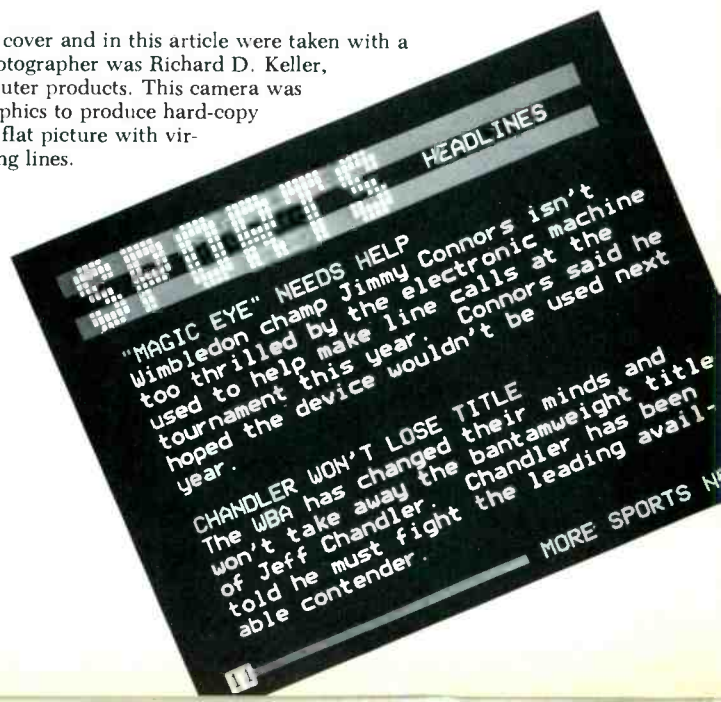 cover and in this article were taken with a
otographer was Richard D. Keller,
uter products. This camera was
phics to produce hard-copy
flat picture with vir-
ng lines.
SPORTS HEADLINES
"MAGIC EYE" NEEDS HELP
Wimbledon champ Jimmy Connors isn't
too thrilled by the electronic machine
used to help make line calls at the
tournament this year. Connors said he
hoped the device wouldn't be used next
year.
CHANDLER WON'T LOSE TITLE
The WBA has changed their minds and
won't take away the bantamweight title
of Jeff Chandler. Chandler has been
told he must fight the leading avail-
able contender.
MORE SPORTS NE
11